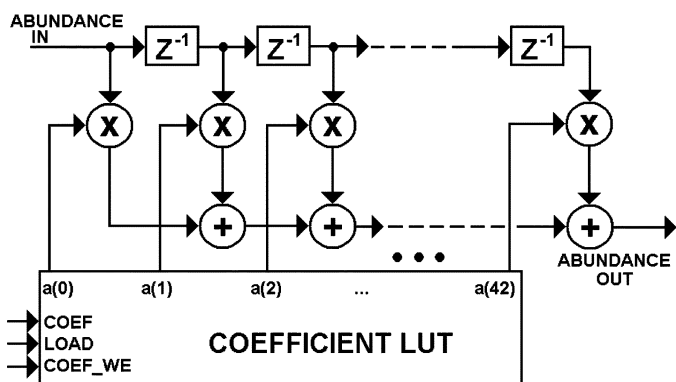 ABUNDANCE
IN
Z-1
Z-1
Z-1
X
X
X
X
+
+
+
ABUNDANCE
OUT
a(0)
a(1)
a(2)
...
a(42)
COEF
LOAD
COEF_WE
COEFFICIENT LUT